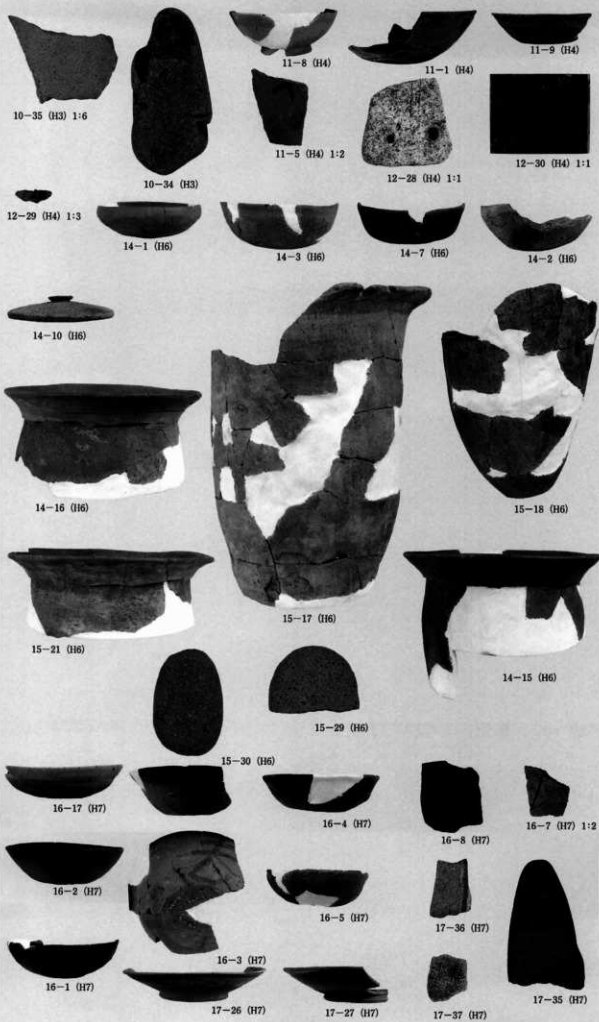 11-8 (H4)
11-1 (H4)
11-9 (H4)
10-35 (H3) 1:6
10-34 (H3)
11-5 (H4) 1:2
12-28 (H4) 1:1
12-30 (H4) 1:1
12-29 (H4) 1:3
14-1 (H6)
14-3 (H6)
14-7 (H6)
14-2 (H6)
14-10 (H6)
14-16 (H6)
15-18 (H6)
15-17 (H6)
15-21 (H6)
14-15 (H6)
15-29 (H6)
15-30 (H6)
16-17 (H7)
16-4 (H7)
16-8 (H7)
16-7 (H7) 1:2
16-2 (H7)
16-5 (H7)
17-36 (H7)
16-3 (H7)
16-1 (H7)
17-26 (H7)
17-27 (H7)
17-37 (H7)
17-35 (H7)